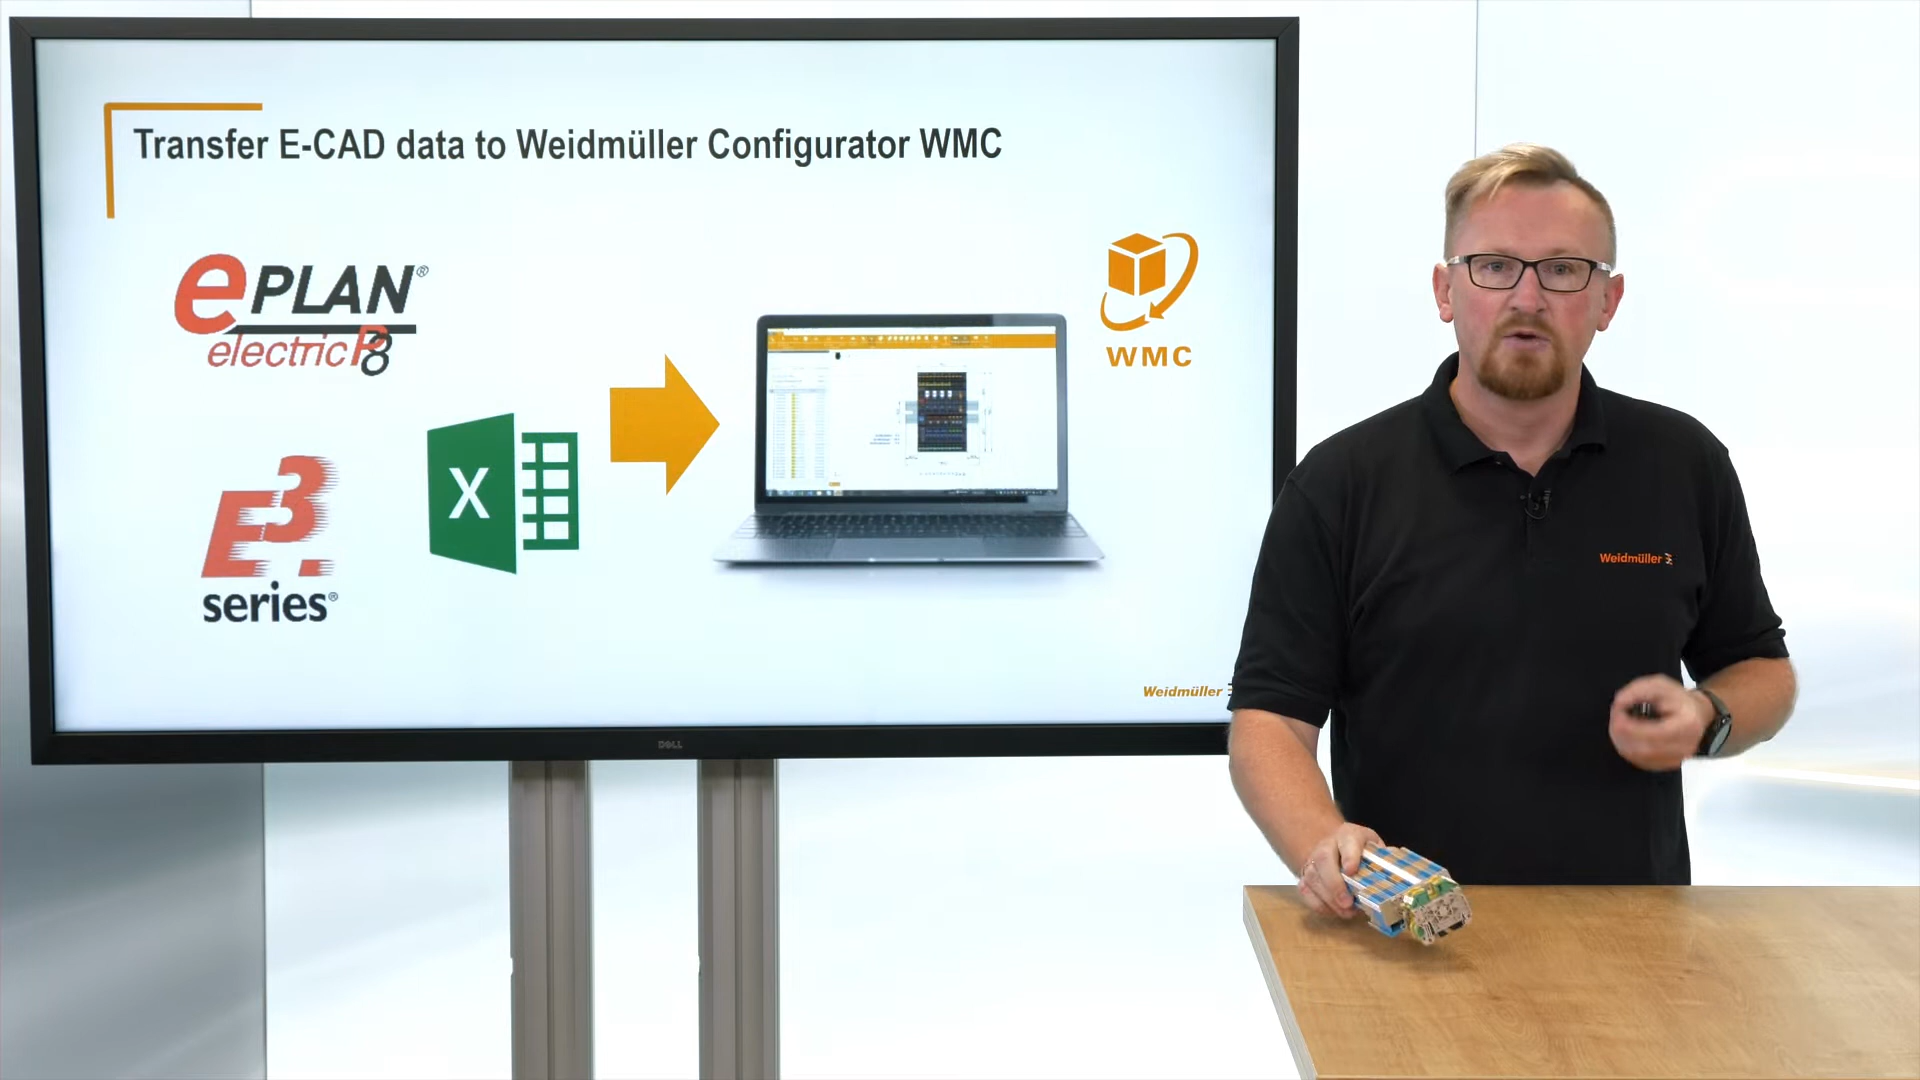 Transfer E-CAD data to Weidmüller Configurator WMC
ePLAN®
electric P8
E3.
series®
X
WMC
Weidmüller
DELL
Weidmüller